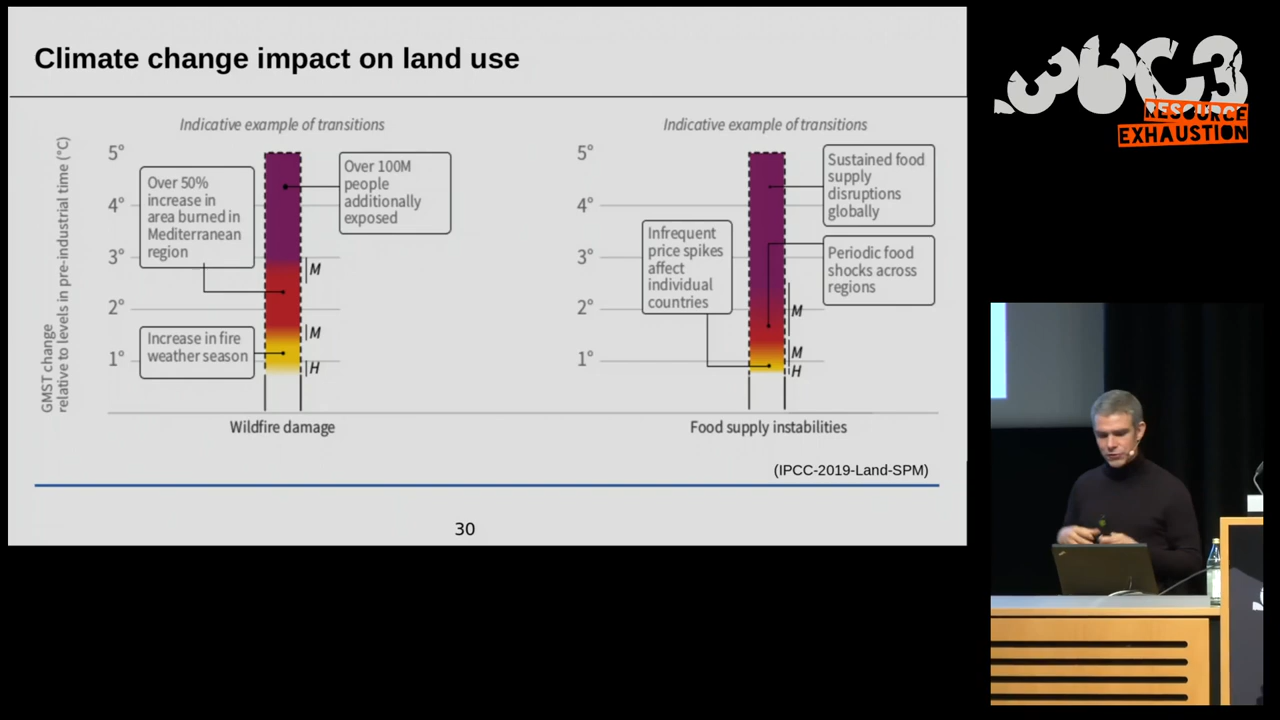 Climate change impact on land use
Indicative example of transitions
GMST change
relative to levels in pre-industrial time (°C)
5°
4°
3°
2°
1°
Over 50%
increase in
area burned in
Mediterranean
region
Increase in fire
weather season
Over 100M
people
additionally
exposed
M
M
H
Wildfire damage
Indicative example of transitions
5°
4°
3°
2°
1°
Infrequent
price spikes
affect
individual
countries
Sustained food
supply
disruptions
globally
Periodic food
shocks across
regions
M
M
H
Food supply instabilities
(IPCC-2019-Land-SPM)
30
36C3
RESOURCE
EXHAUSTION